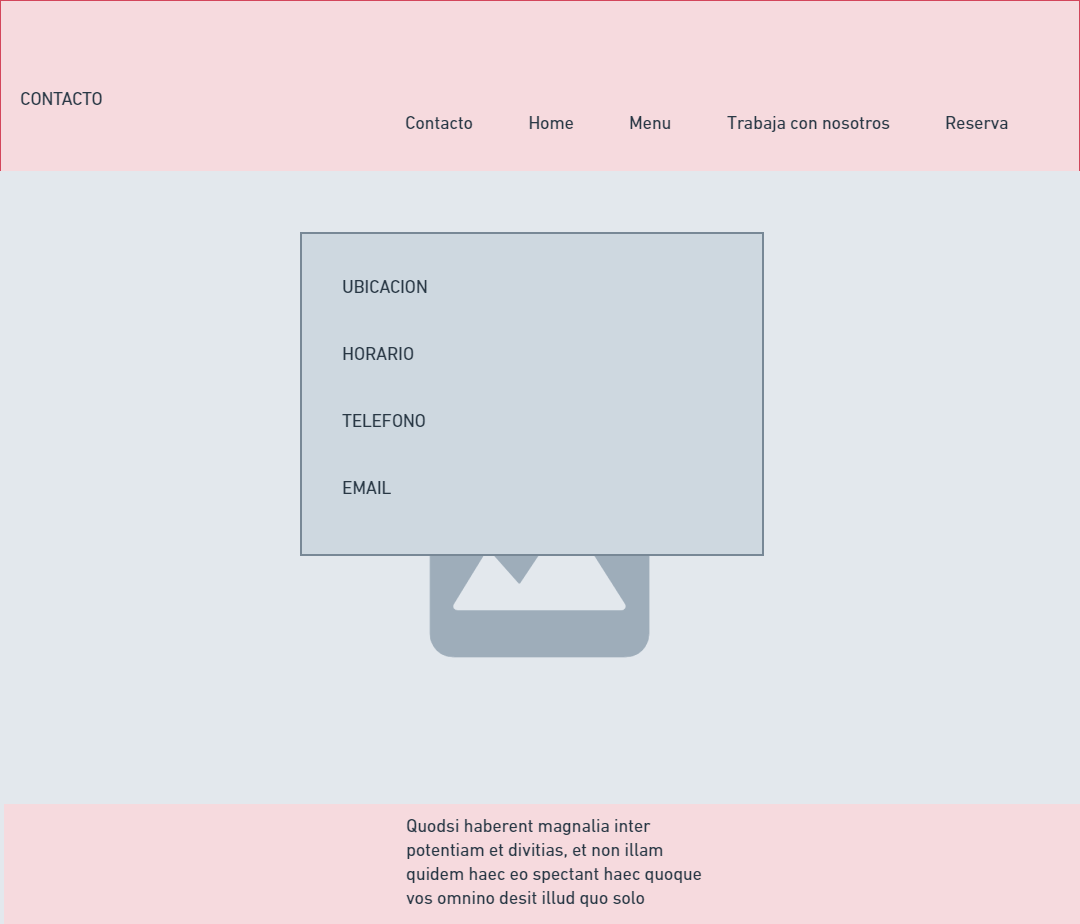 CONTACTO
Contacto Home Menu Trabaja con nosotros Reserva
UBICACION
HORARIO
TELEFONO
EMAIL
Quodsi haberent magnalia inter
potentiam et divitias, et non illam
quidem haec eo spectant haec quoque
vos omnino desit illud quo solo